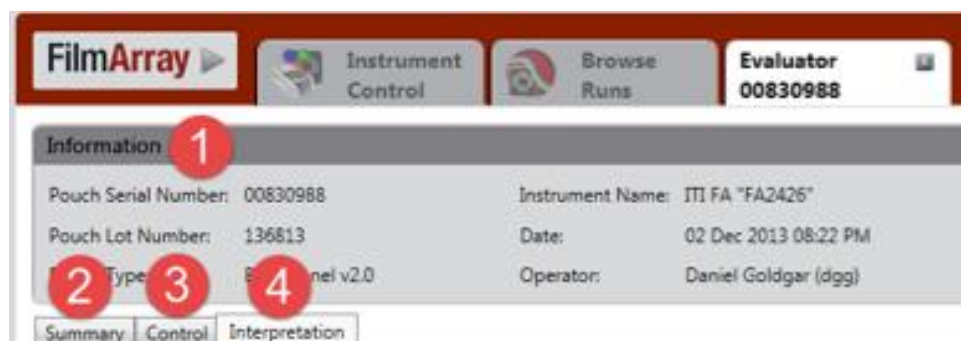 FilmArray
Instrument
Control
Browse
Runs
Evaluator
00830988
Information 1
Pouch Serial Number: 00830988 Instrument Name: ITI FA "FA2426"
Pouch Lot Number: 136813 Date: 02 Dec 2013 08:22 PM
Type v2.0 Operator: Daniel Goldgar (dgg)
2 3 4
Summary Control Interpretation